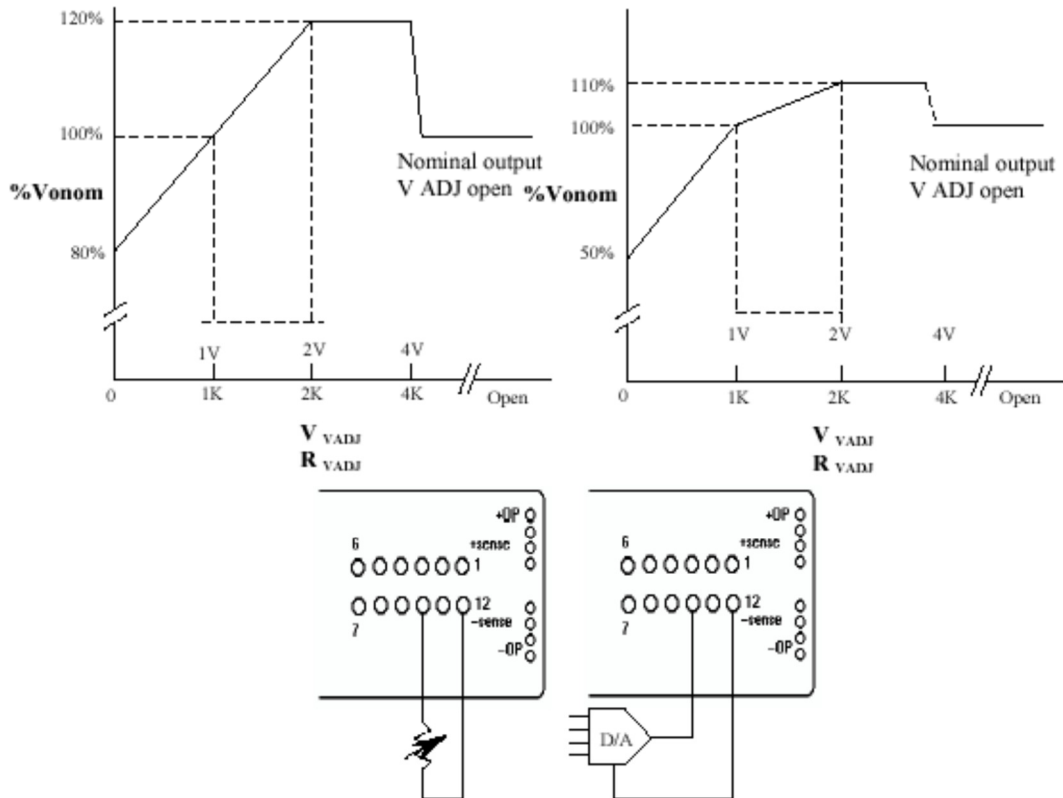 120%
100%
%Vonom
80%
Nominal output
V ADJ open
1V
2V
4V
0
1K
2K
4K
Open
V VADJ
R VADJ
110%
100%
%Vonom
50%
Nominal output
V ADJ open
1V
2V
4V
0
1K
2K
4K
Open
V VADJ
R VADJ
+OP
6
+sense
1
12
7
-sense
-OP
+OP
6
+sense
1
12
7
-sense
-OP
D/A